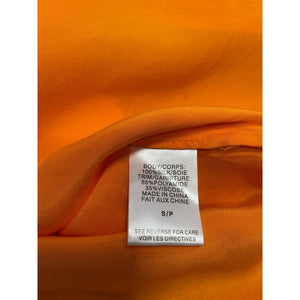 BODY/CORPS:
100%SILK/SOIE
TRIM/GARNITURE:
65%POLYAMIDE
35%VISCOSE
MADE IN CHINA
FAIT AUX CHINE
S/P
SEE REVERSE FOR CARE
VOIR LES DIRECTIVES